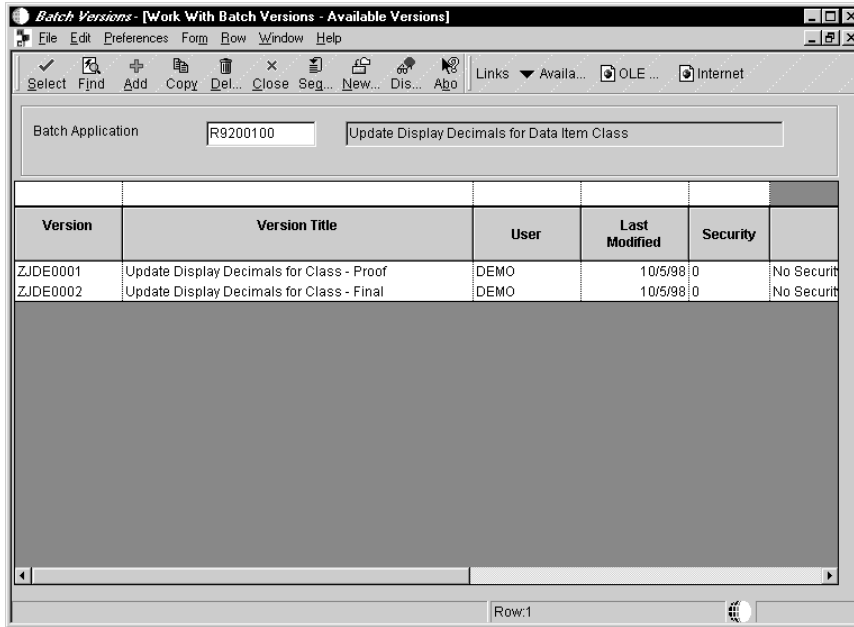 Batch Versions - [Work With Batch Versions - Available Versions]
File Edit Preferences Form Row Window Help
Select Find Add Copy Del... Close Seq... New... Dis... Abo Links Availa... OLE ... Internet
Batch Application R9200100 Update Display Decimals for Data Item Class
Version Version Title User Last Modified Security
ZJDE0001 Update Display Decimals for Class - Proof DEMO 10/5/98 0 No Securit
ZJDE0002 Update Display Decimals for Class - Final DEMO 10/5/98 0 No Securit
Row:1